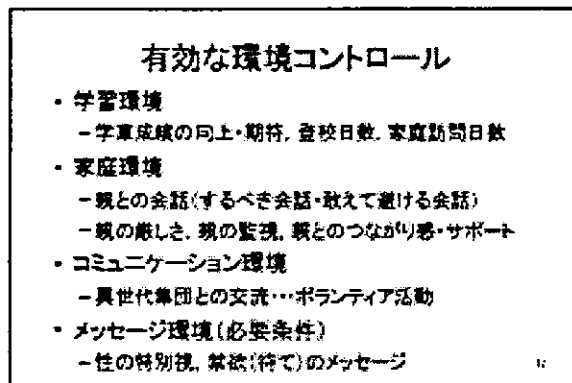 有効な環境コントロール
・学習環境
－学業成績の向上・期待, 登校日数, 家庭訪問日数
・家庭環境
－親との会話(するべき会話・敢えて避ける会話)
－親の厳しさ, 親の監視, 親とのつながり感・サポート
・コミュニケーション環境
－異世代集団との交流…ボランティア活動
・メッセージ環境(必要条件)
－性の特別視, 禁欲(待て)のメッセージ